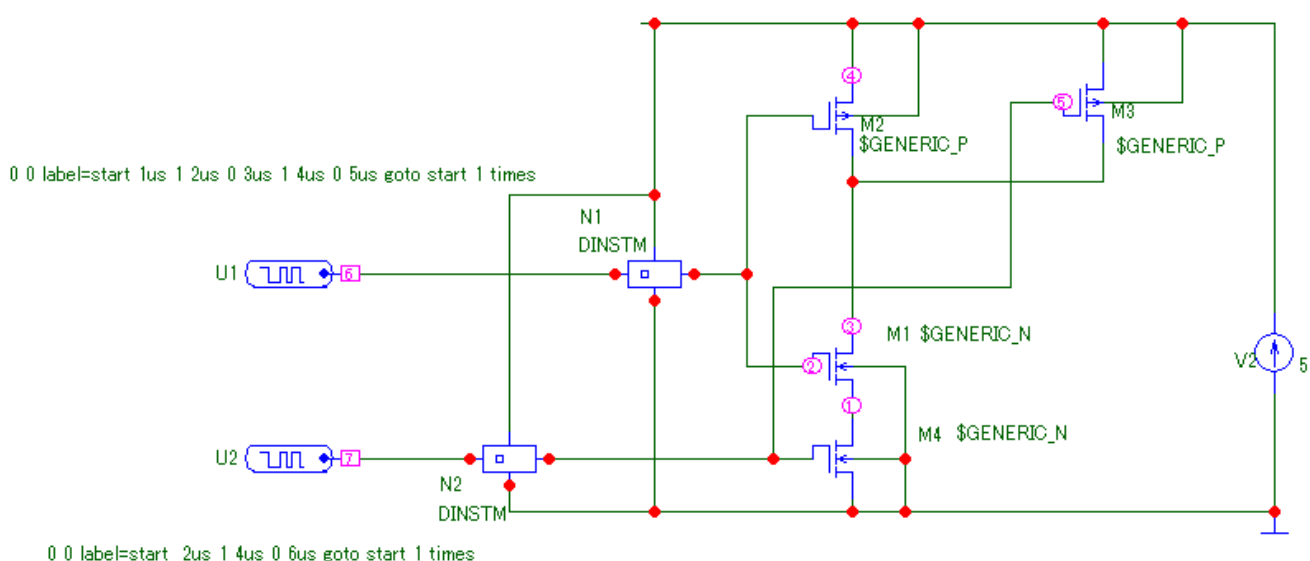 ④
⑤
M2
M3
$GENERIC_P
$GENERIC_P
0 0 label=start 1us 1 2us 0 3us 1 4us 0 5us goto start 1 times
N1
DINSTM
U1
6
③
M1 $GENERIC_N
②
V2
5
①
M4 $GENERIC_N
U2
7
N2
DINSTM
0 0 label=start 2us 1 4us 0 6us goto start 1 times